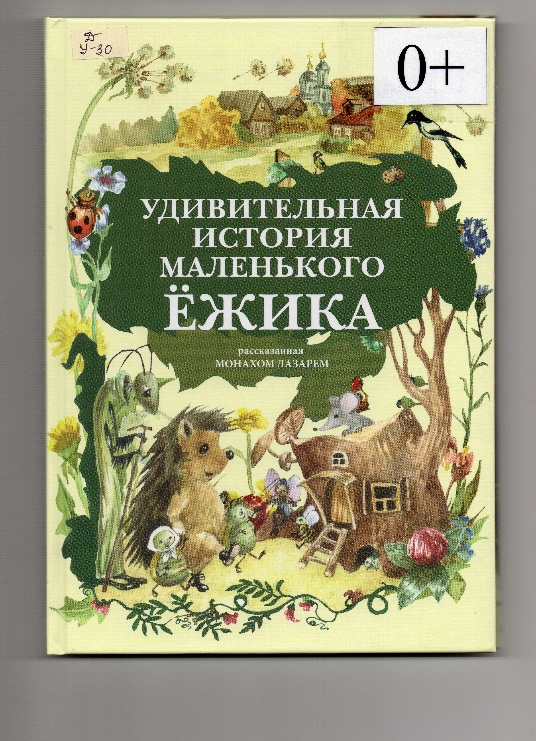 Д
У-30
0+
УДИВИТЕЛЬНАЯ
ИСТОРИЯ
МАЛЕНЬКОГО
ЁЖИКА
рассказанная
МОНАХОМ ЛАЗАРЕМ